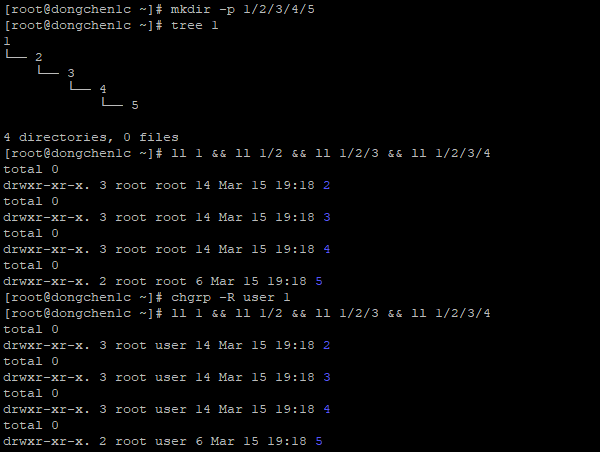 [root@dongchen1c ~]# mkdir -p 1/2/3/4/5
[root@dongchen1c ~]# tree 1
1
└── 2
    └── 3
        └── 4
            └── 5

4 directories, 0 files
[root@dongchen1c ~]# ll 1 && ll 1/2 && ll 1/2/3 && ll 1/2/3/4
total 0
drwxr-xr-x. 3 root root 14 Mar 15 19:18 2
total 0
drwxr-xr-x. 3 root root 14 Mar 15 19:18 3
total 0
drwxr-xr-x. 3 root root 14 Mar 15 19:18 4
total 0
drwxr-xr-x. 2 root root 6 Mar 15 19:18 5
[root@dongchen1c ~]# chgrp -R user 1
[root@dongchen1c ~]# ll 1 && ll 1/2 && ll 1/2/3 && ll 1/2/3/4
total 0
drwxr-xr-x. 3 root user 14 Mar 15 19:18 2
total 0
drwxr-xr-x. 3 root user 14 Mar 15 19:18 3
total 0
drwxr-xr-x. 3 root user 14 Mar 15 19:18 4
total 0
drwxr-xr-x. 2 root user 6 Mar 15 19:18 5